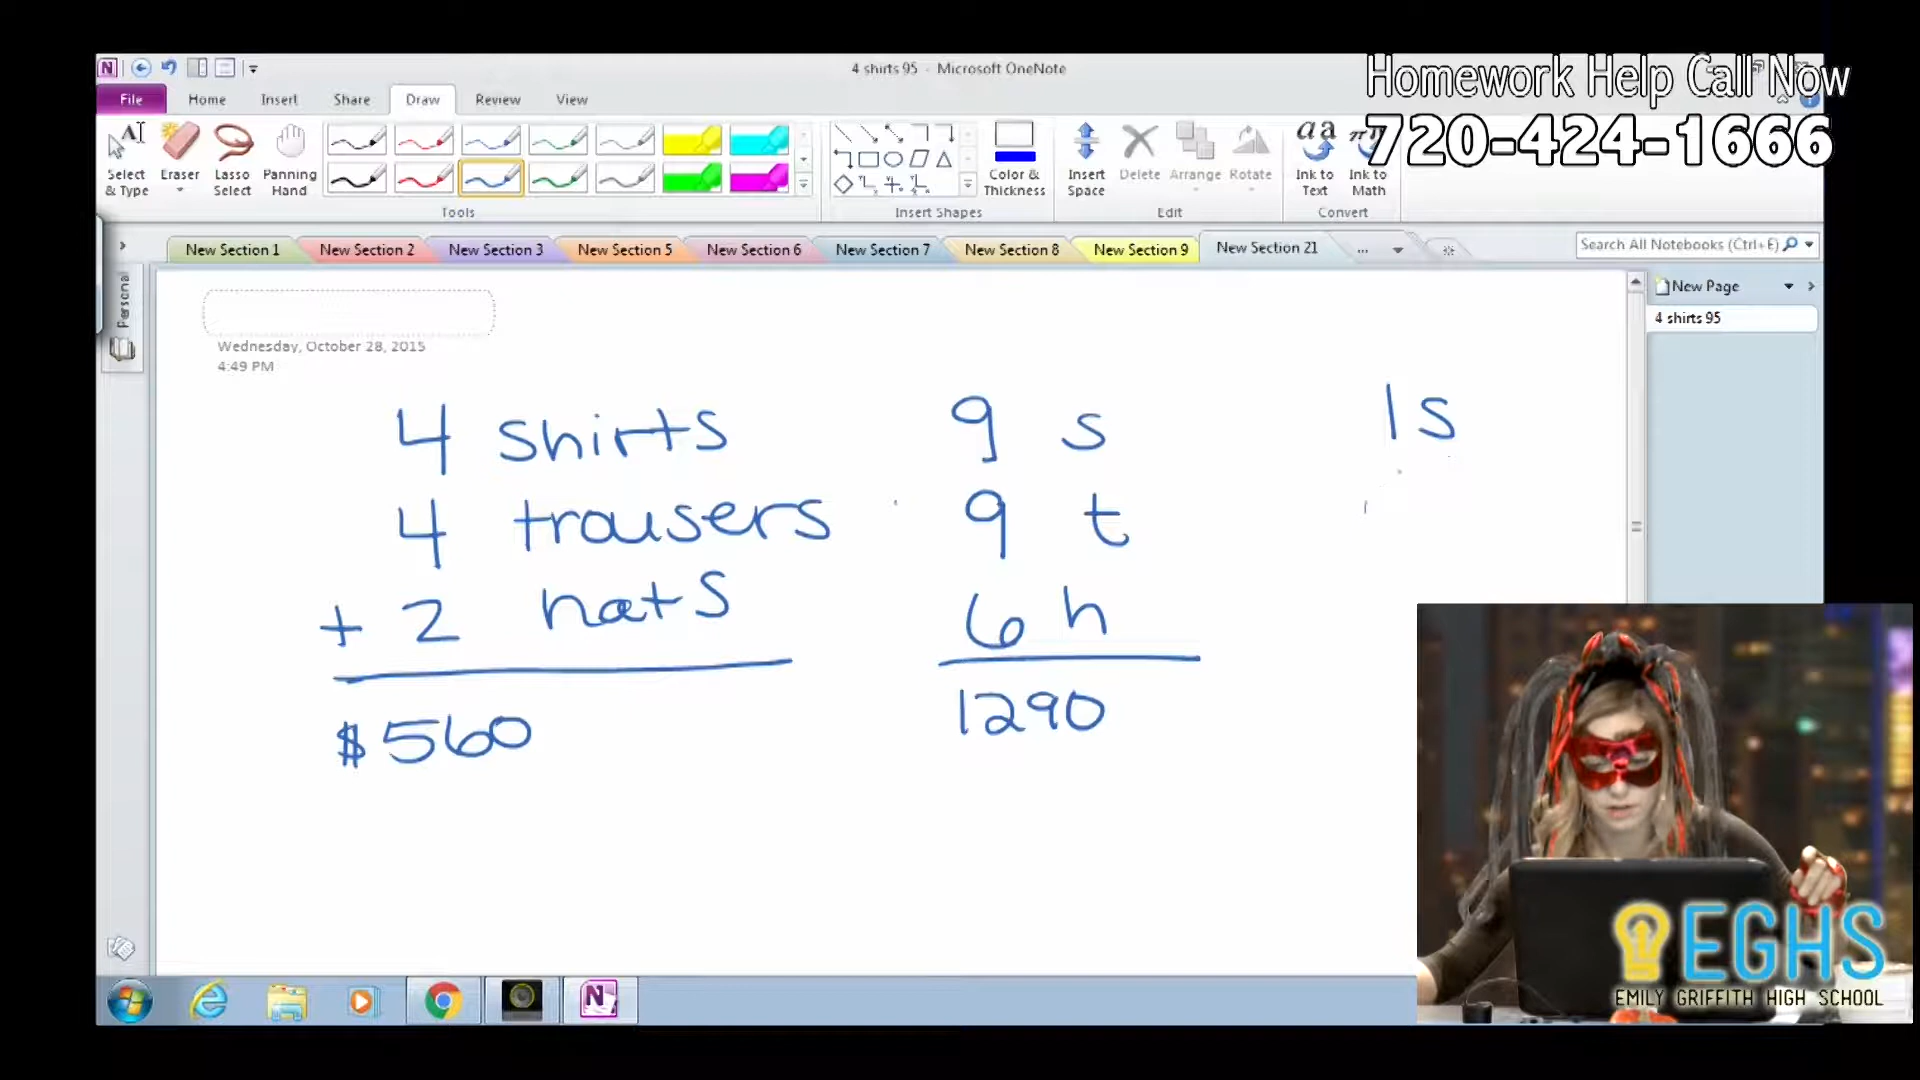 4 shirts 95 - Microsoft OneNote
Homework Help Call Now
720-424-1666
File Home Insert Share Draw Review View
Select & Type
Eraser
Lasso Select
Panning Hand
Color & Thickness
Insert Space
Delete
Arrange
Rotate
Ink to Text
Ink to Math
Tools
Insert Shapes
Edit
Convert
New Section 1 New Section 2 New Section 3 New Section 5 New Section 6 New Section 7 New Section 8 New Section 9 New Section 21 ...
Search All Notebooks (Ctrl+E)
Personal
New Page
4 shirts 95
Wednesday, October 28, 2015
4:49 PM
4 shirts 9 s 1s
4 trousers 9 t
+ 2 hats 6 h
$560 1290
EGHS
EMILY GRIFFITH HIGH SCHOOL